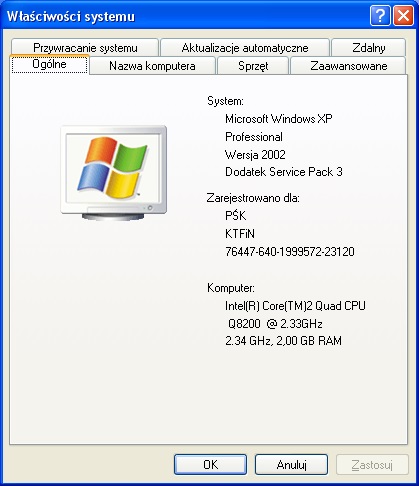 Właściwości systemu
Przywracanie systemu Aktualizacje automatyczne Zdalny
Ogólne Nazwa komputera Sprzęt Zaawansowane
System:
Microsoft Windows XP
Professional
Wersja 2002
Dodatek Service Pack 3
Zarejestrowano dla:
PŚK
KTFiN
76447-640-1999572-23120
Komputer:
Intel(R) Core(TM)2 Quad CPU
Q8200 @ 2.33GHz
2.34 GHz, 2,00 GB RAM
OK Anuluj Zastosuj